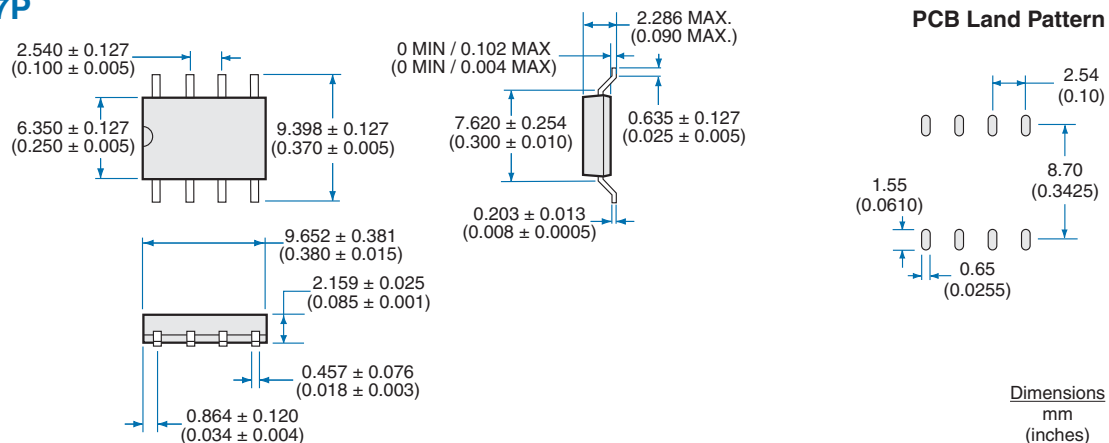 2.540 ± 0.127
(0.100 ± 0.005)
6.350 ± 0.127
(0.250 ± 0.005)
9.398 ± 0.127
(0.370 ± 0.005)
9.652 ± 0.381
(0.380 ± 0.015)
2.159 ± 0.025
(0.085 ± 0.001)
0.457 ± 0.076
(0.018 ± 0.003)
0.864 ± 0.120
(0.034 ± 0.004)
2.286 MAX.
(0.090 MAX.)
0 MIN / 0.102 MAX
(0 MIN / 0.004 MAX)
7.620 ± 0.254
(0.300 ± 0.010)
0.635 ± 0.127
(0.025 ± 0.005)
0.203 ± 0.013
(0.008 ± 0.0005)
PCB Land Pattern
2.54
(0.10)
8.70
(0.3425)
1.55
(0.0610)
0.65
(0.0255)
Dimensions
mm
(inches)